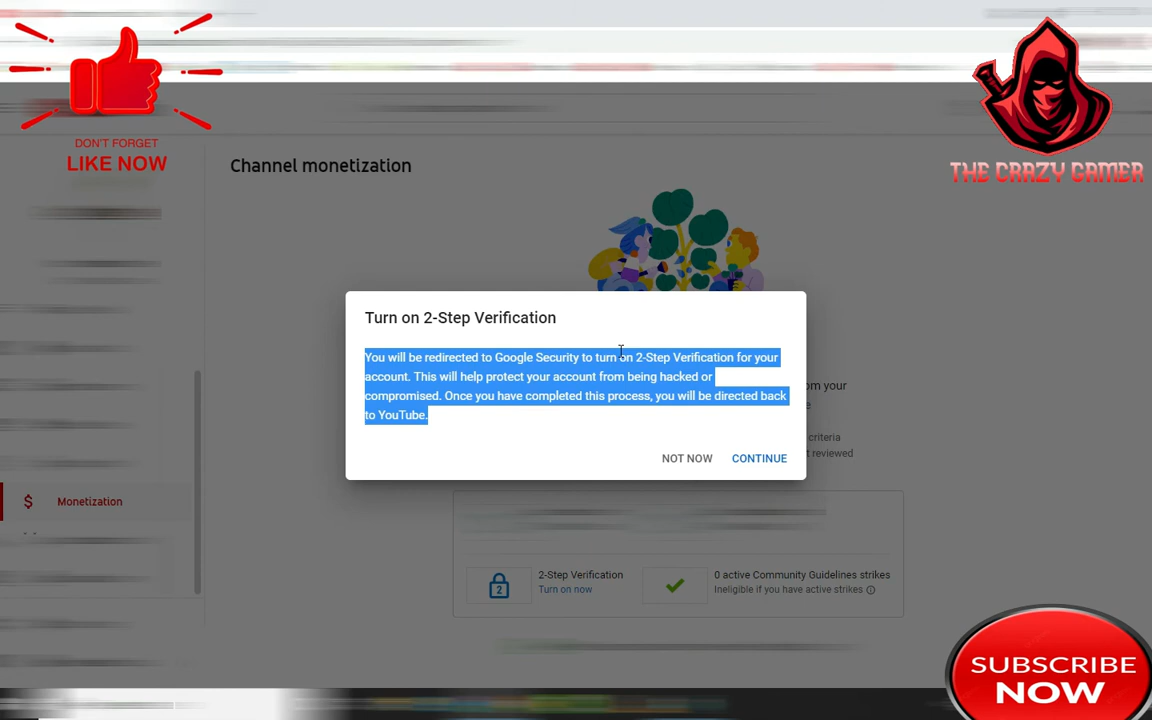 DON'T FORGET
LIKE NOW
THE CRAZY GAMER
Channel monetization
Turn on 2-Step Verification
You will be redirected to Google Security to turn on 2-Step Verification for your
account. This will help protect your account from being hacked or
compromised. Once you have completed this process, you will be directed back
to YouTube.
NOT NOW
CONTINUE
your
criteria
reviewed
$
Monetization
2
2-Step Verification
Turn on now
0 active Community Guidelines strikes
Ineligible if you have active strikes
SUBSCRIBE
NOW